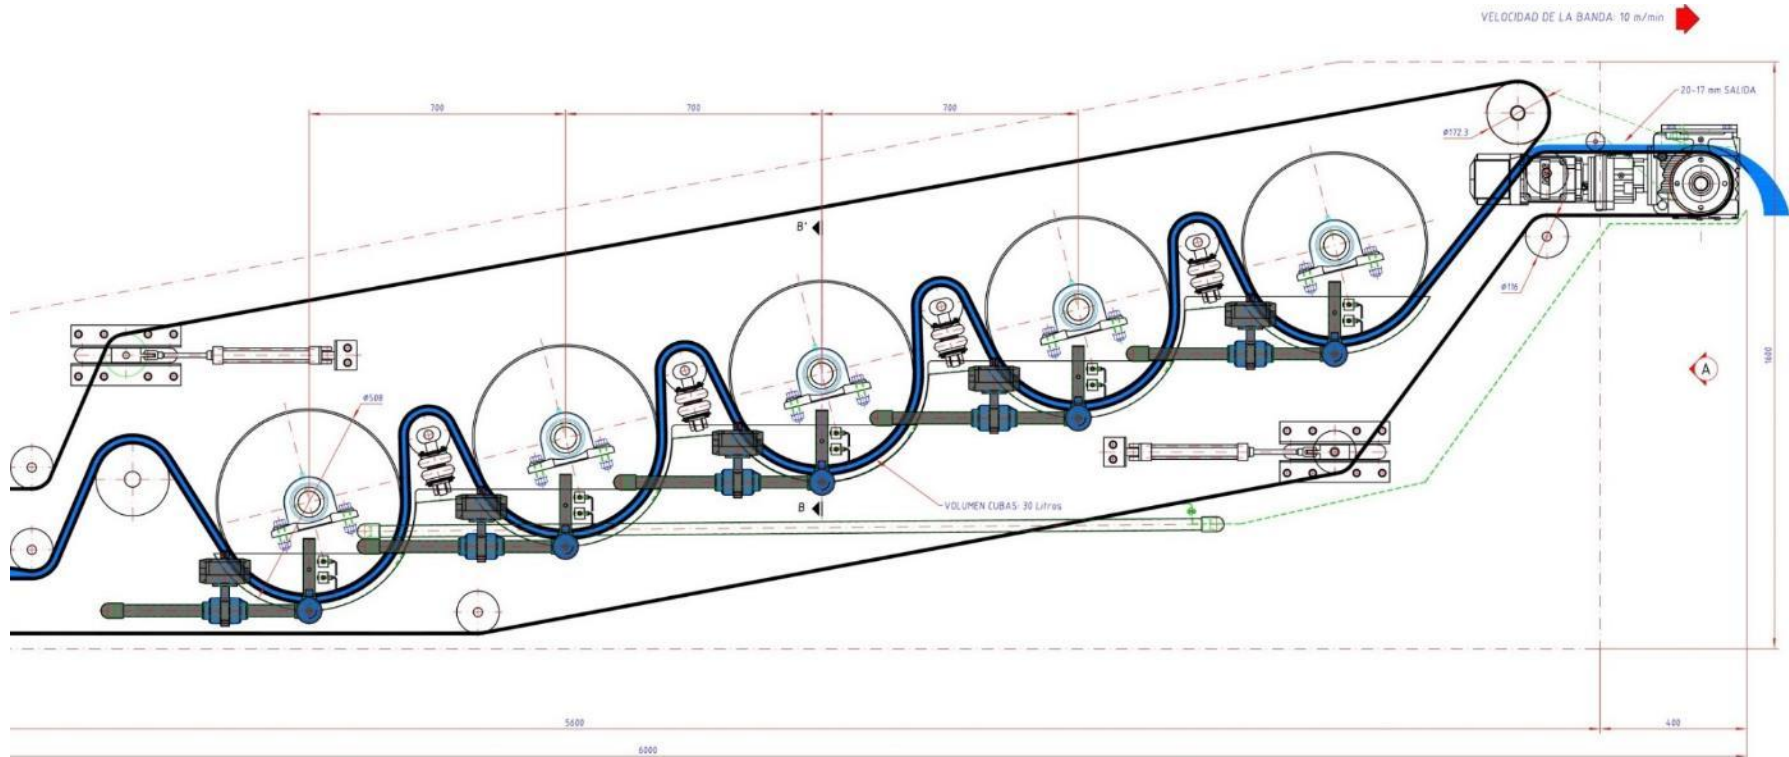 VELOCIDAD DE LA BANDA: 10 m/min
700
700
700
20-17 mm SALIDA
Ø172.3
B'
Ø116
1600
A
Ø508
VOLUMEN CUBAS: 30 Litros
B
5600
400
6000